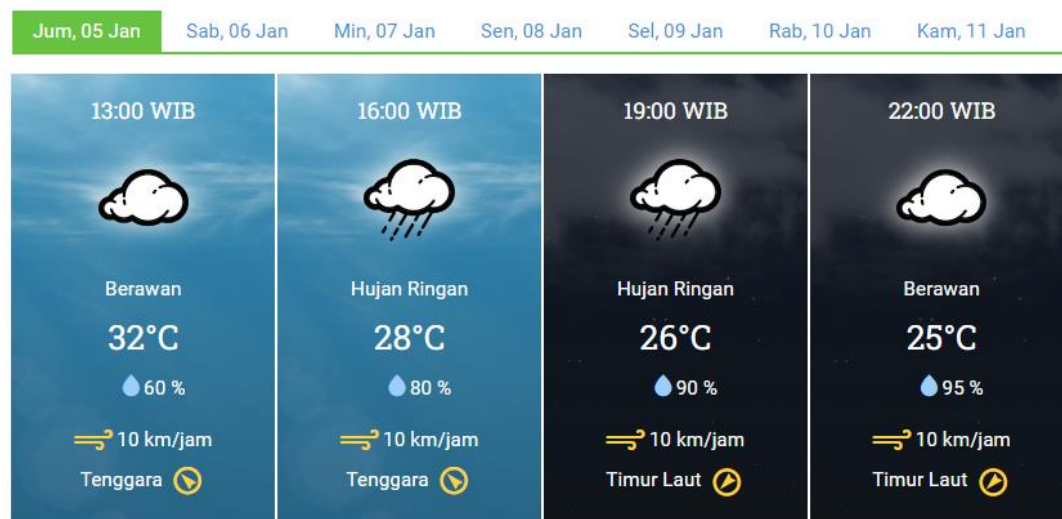 Jum, 05 Jan
Sab, 06 Jan
Min, 07 Jan
Sen, 08 Jan
Sel, 09 Jan
Rab, 10 Jan
Kam, 11 Jan
13:00 WIB
Berawan
32°C
60 %
10 km/jam
Tenggara
16:00 WIB
Hujan Ringan
28°C
80 %
10 km/jam
Tenggara
19:00 WIB
Hujan Ringan
26°C
90 %
10 km/jam
Timur Laut
22:00 WIB
Berawan
25°C
95 %
10 km/jam
Timur Laut